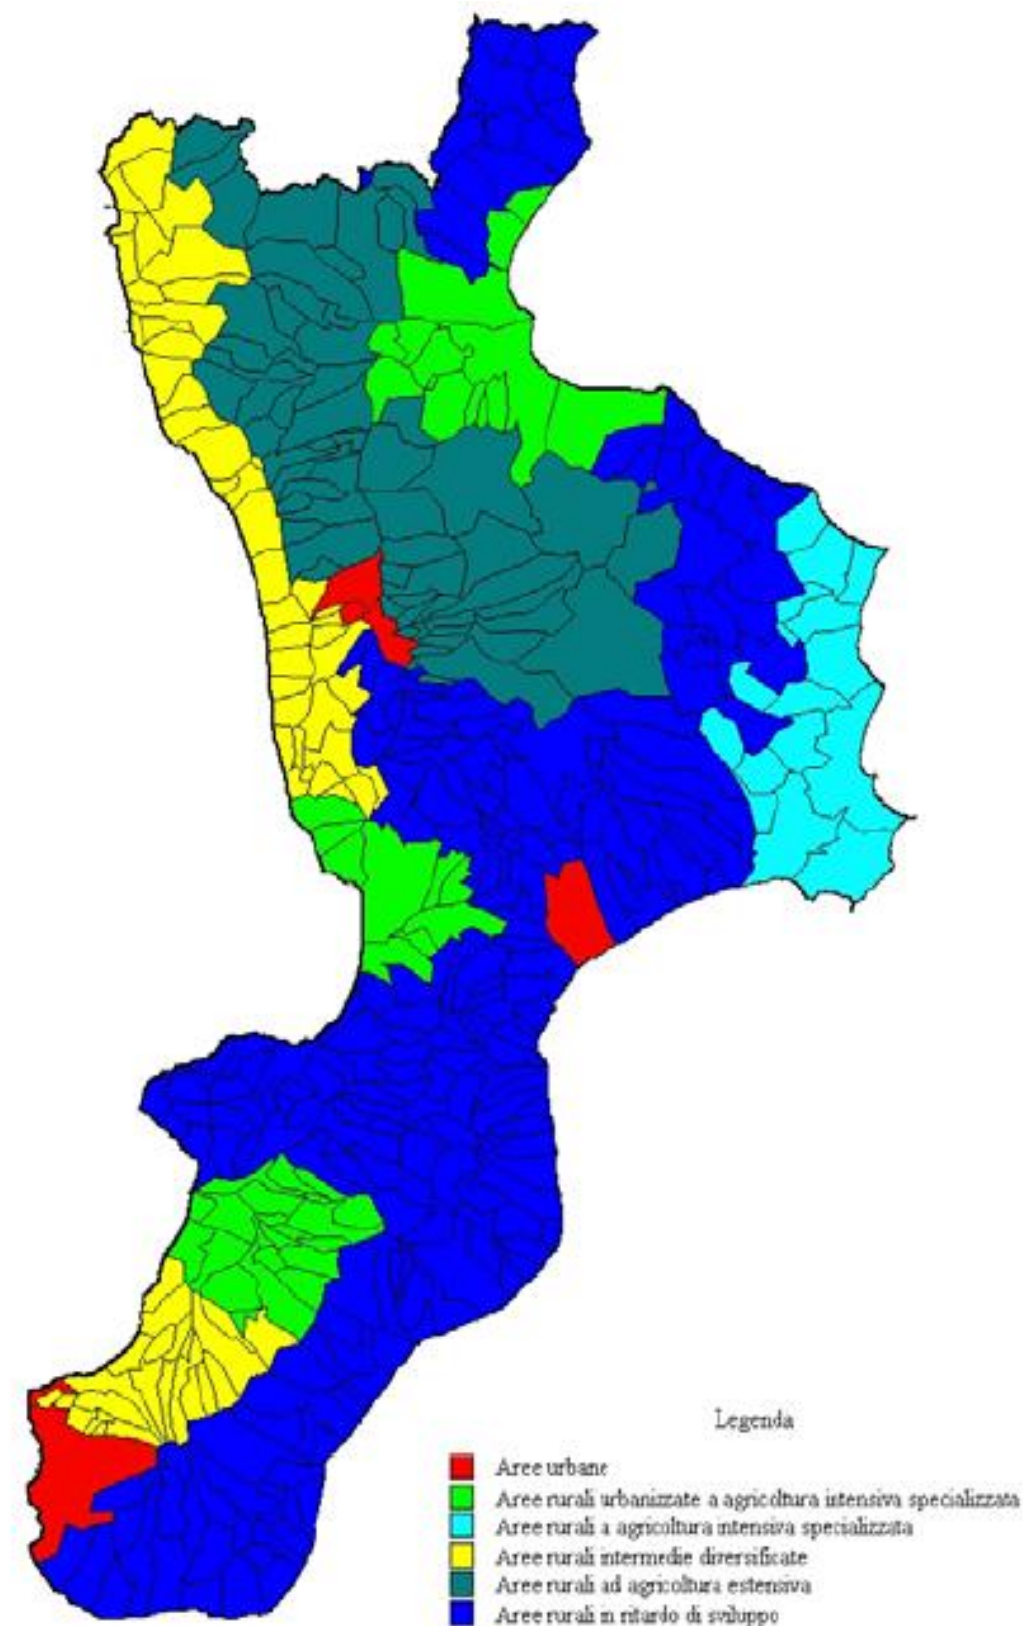 Legenda
Aree urbane
Aree rurali urbanizzate a agricoltura intensiva specializzata
Aree rurali a agricoltura intensiva specializzata
Aree rurali intermedie diversificate
Aree rurali ad agricoltura estensiva
Aree rurali in ritardo di sviluppo